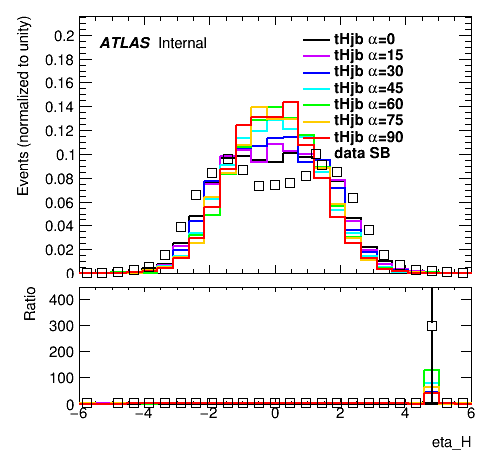 ATLAS Internal
Events (normalized to unity)
0.2
0.18
0.16
0.14
0.12
0.1
0.08
0.06
0.04
0.02
0
tHjb α=0
tHjb α=15
tHjb α=30
tHjb α=45
tHjb α=60
tHjb α=75
tHjb α=90
data SB
Ratio
400
300
200
100
0
−6 −4 −2 0 2 4 6
eta_H